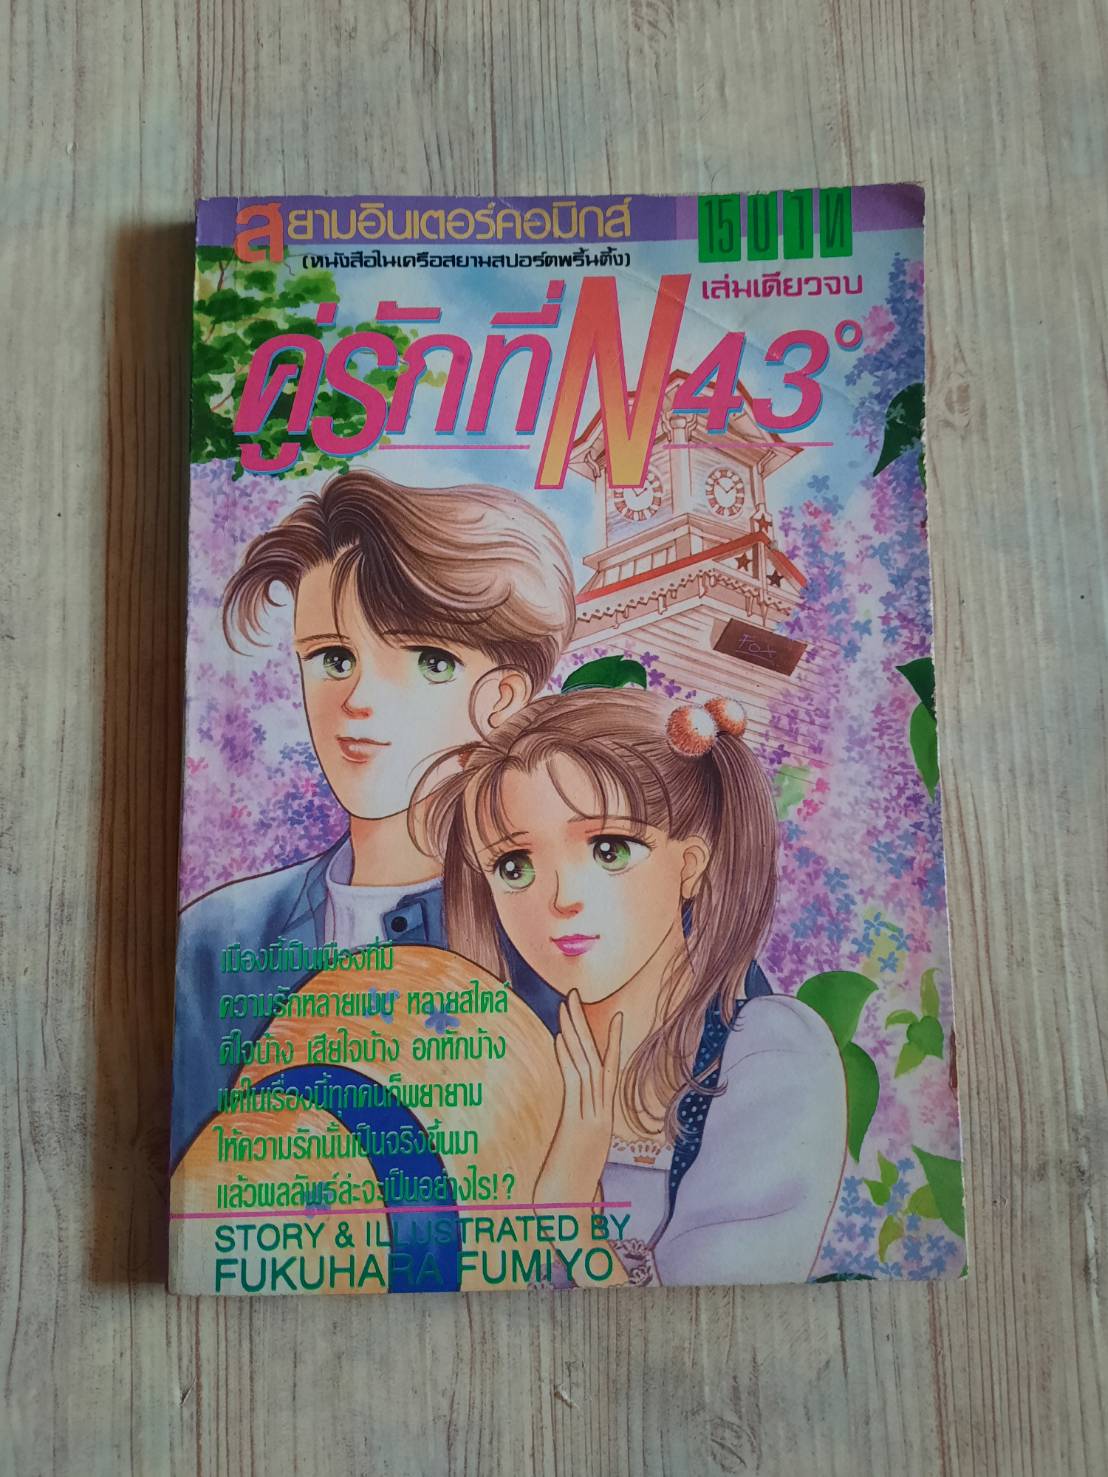 สยามอินเตอร์คอมิกส์
15 บาท
(หนังสือในเครือสยามสปอร์ตพริ้นติ้ง)
เล่มเดียวจบ
คู่รักที่ N 43°
Fox
เมืองนี้เป็นเมืองที่มี
ความรักหลายแบบ หลายสไตล์
ดีใจบ้าง เสียใจบ้าง อกหักบ้าง
แต่ในเรื่องนี้ทุกคนก็พยายาม
ให้ความรักนั้นเป็นจริงขึ้นมา
แล้วผลลัพธ์ล่ะจะเป็นอย่างไร!?
STORY & ILLUSTRATED BY
FUKUHARA FUMIYO